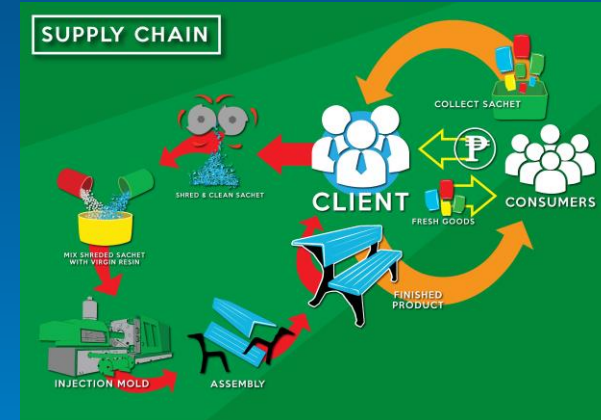 SUPPLY CHAIN
COLLECT SACHET
₱
SHRED & CLEAN SACHET
CLIENT
CONSUMERS
FRESH GOODS
MIX SHREDED SACHET
WITH VIRGIN RESIN
FINISHED
PRODUCT
INJECTION MOLD
ASSEMBLY